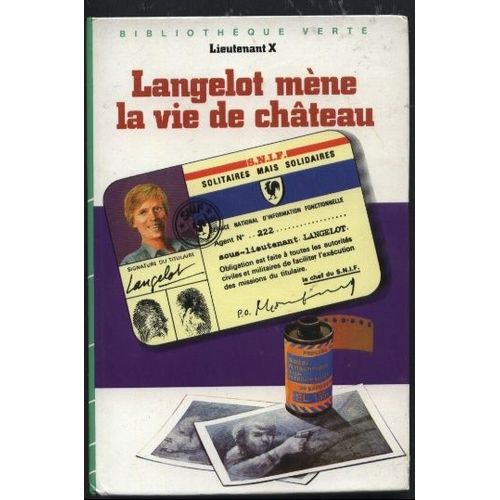 BIBLIOTHÈQUE VERTE
Lieutenant X
Langelot mène
la vie de château
S.N.I.F.
SOLITAIRES MAIS SOLIDAIRES
SNIF
SERVICE NATIONAL D'INFORMATION FONCTIONNELLE
Agent N° .. 222
sous-lieutenant LANGELOT.
Obligation est faite à toutes les autorités
civiles et militaires de faciliter l'exécution
des missions du titulaire.
le chef du S.N.I.F.
P.O.
SIGNATURE DU TITULAIRE
Langelot